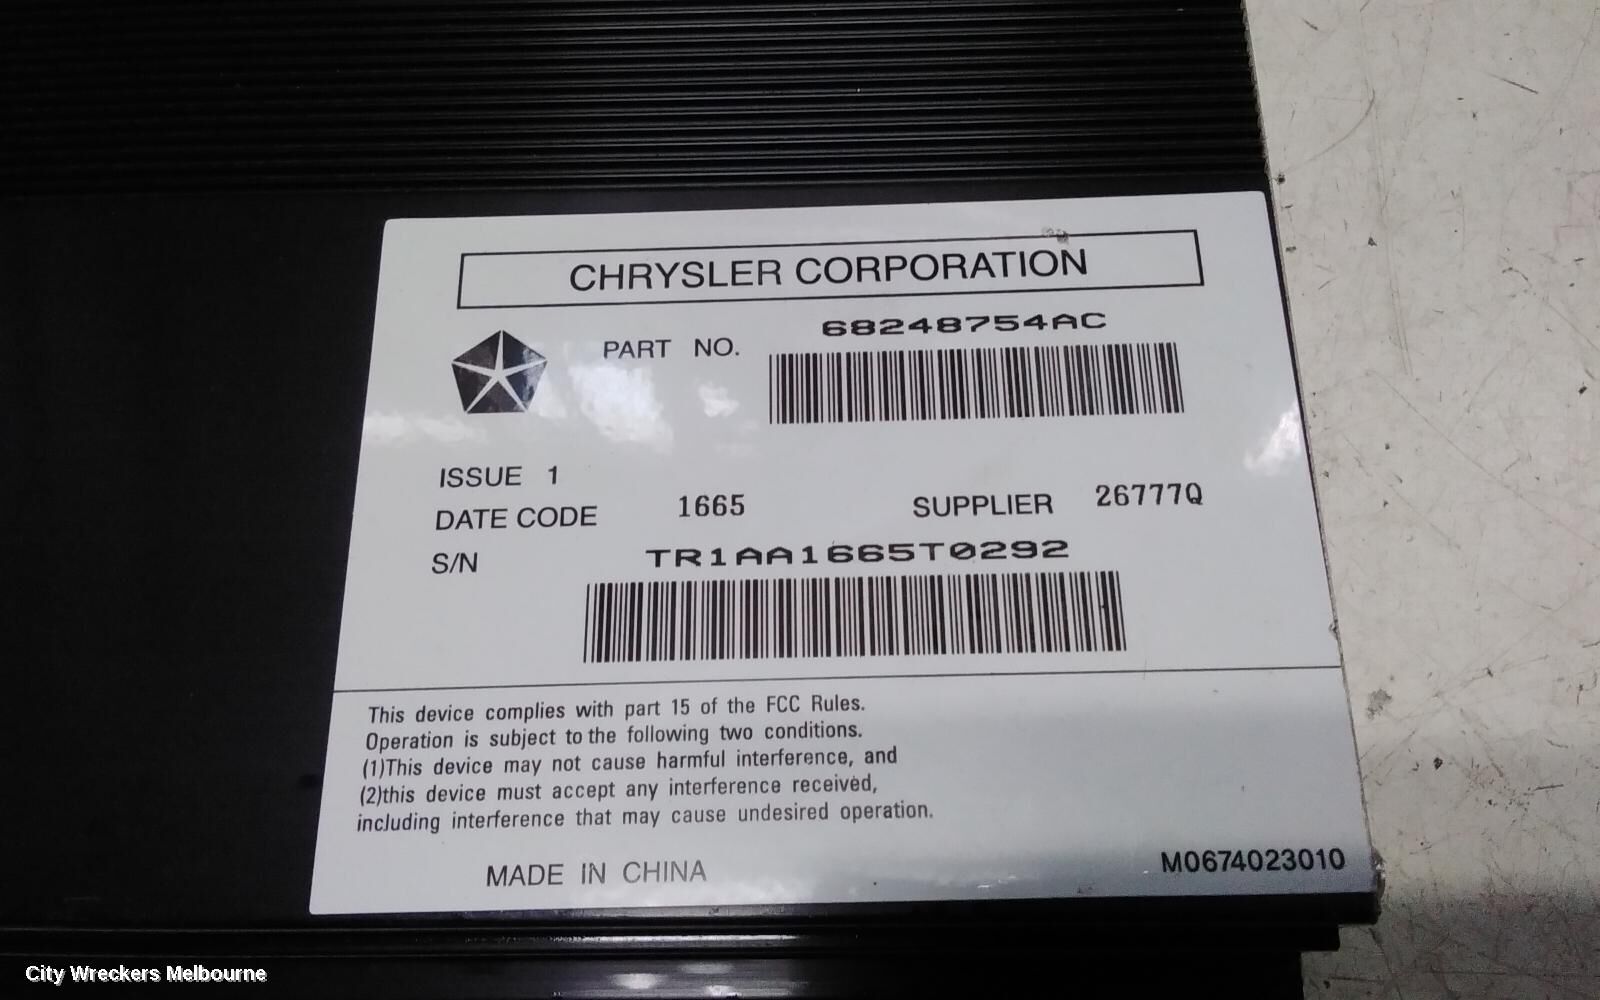 CHRYSLER CORPORATION
PART NO. 68248754AC
ISSUE 1
DATE CODE 1665 SUPPLIER 26777Q
S/N TR1AA1665T0292
This device complies with part 15 of the FCC Rules.
Operation is subject to the following two conditions.
(1)This device may not cause harmful interference, and
(2)this device must accept any interference received,
including interference that may cause undesired operation.
MADE IN CHINA M0674023010
City Wreckers Melbourne